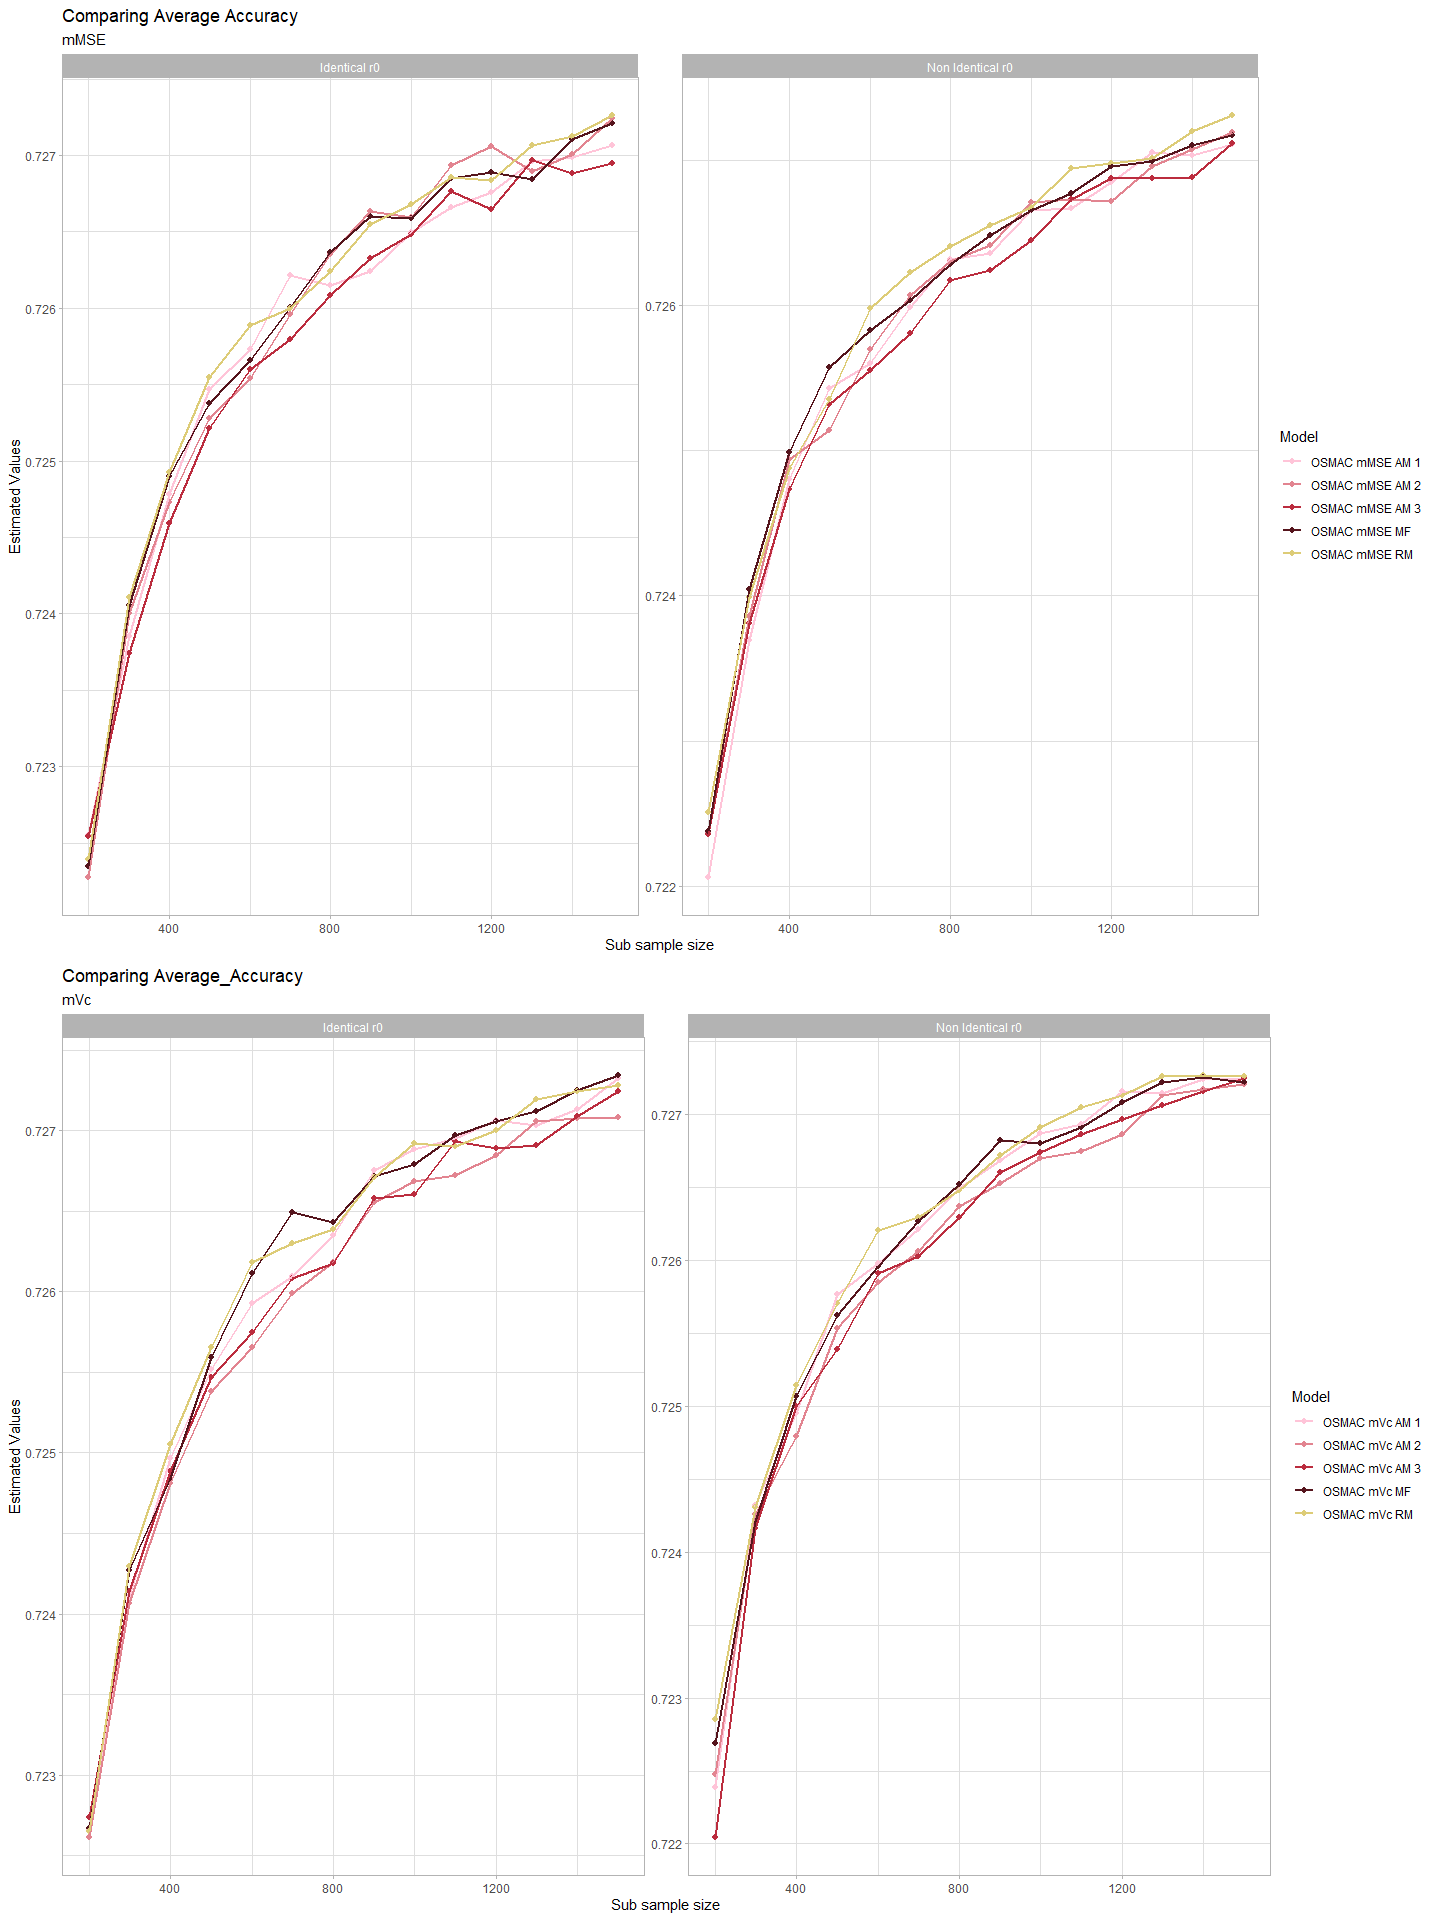 Comparing Average Accuracy
mMSE
Identical r0
Non Identical r0
0.727
0.726
0.725
0.724
0.723
0.726
0.724
0.722
Estimated Values
400
800
1200
400
800
1200
Sub sample size
Model
OSMAC mMSE AM 1
OSMAC mMSE AM 2
OSMAC mMSE AM 3
OSMAC mMSE MF
OSMAC mMSE RM
Comparing Average_Accuracy
mVc
Identical r0
Non Identical r0
0.727
0.726
0.725
0.724
0.723
0.727
0.726
0.725
0.724
0.723
0.722
Estimated Values
400
800
1200
400
800
1200
Sub sample size
Model
OSMAC mVc AM 1
OSMAC mVc AM 2
OSMAC mVc AM 3
OSMAC mVc MF
OSMAC mVc RM